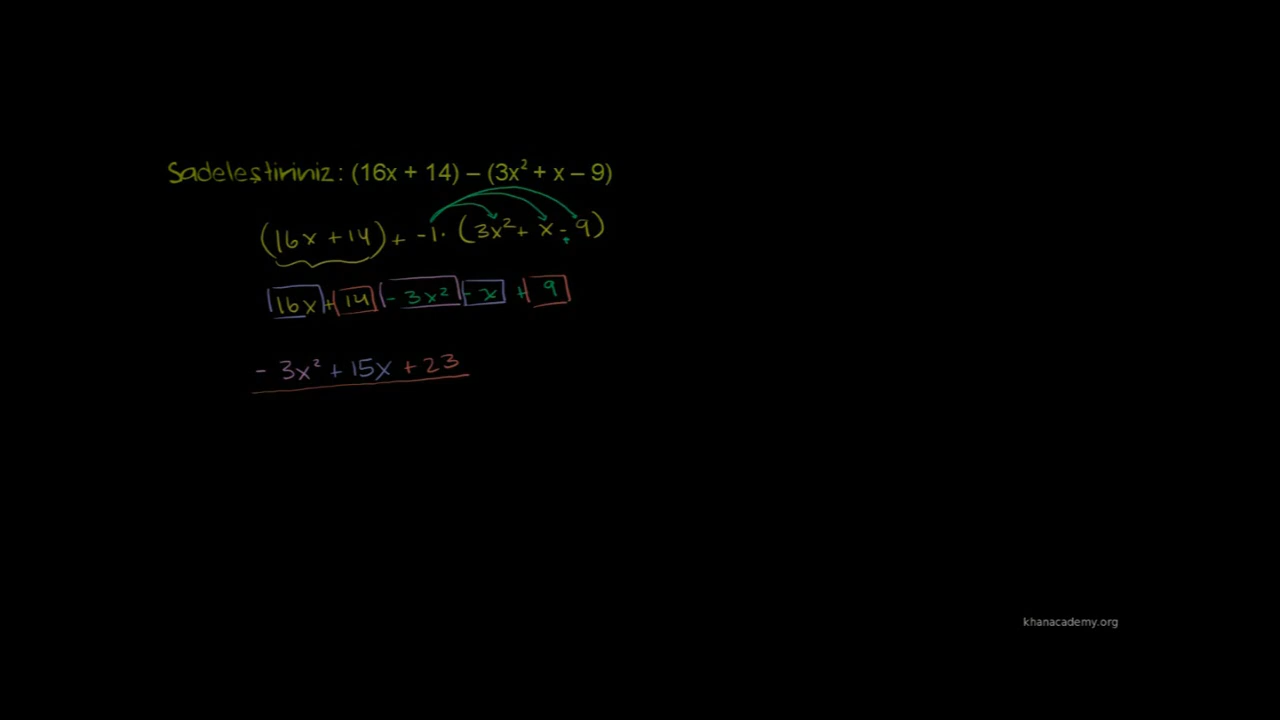 Sadeleştiriniz: (16x + 14) – (3x² + x – 9)
(16x + 14) + -1· (3x² + x - 9)
16x + 14 - 3x² - x + 9
- 3x² + 15x + 23
khanacademy.org